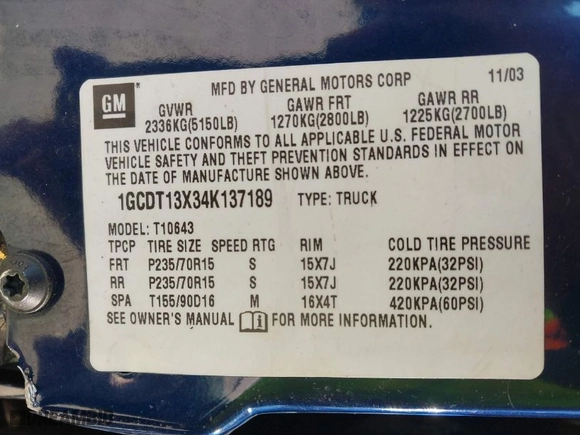 GM
MFD BY GENERAL MOTORS CORP 11/03
GVWR GAWR FRT GAWR RR
2336KG(5150LB) 1270KG(2800LB) 1225KG(2700LB)
THIS VEHICLE CONFORMS TO ALL APPLICABLE U.S. FEDERAL MOTOR
VEHICLE SAFETY AND THEFT PREVENTION STANDARDS IN EFFECT ON
THE DATE OF MANUFACTURE SHOWN ABOVE.
1GCDT13X34K137189 TYPE: TRUCK
MODEL: T10643
TPCP TIRE SIZE SPEED RTG RIM COLD TIRE PRESSURE
FRT P235/70R15 S 15X7J 220KPA(32PSI)
RR P235/70R15 S 15X7J 220KPA(32PSI)
SPA T155/90D16 M 16X4T 420KPA(60PSI)
SEE OWNER'S MANUAL FOR MORE INFORMATION.